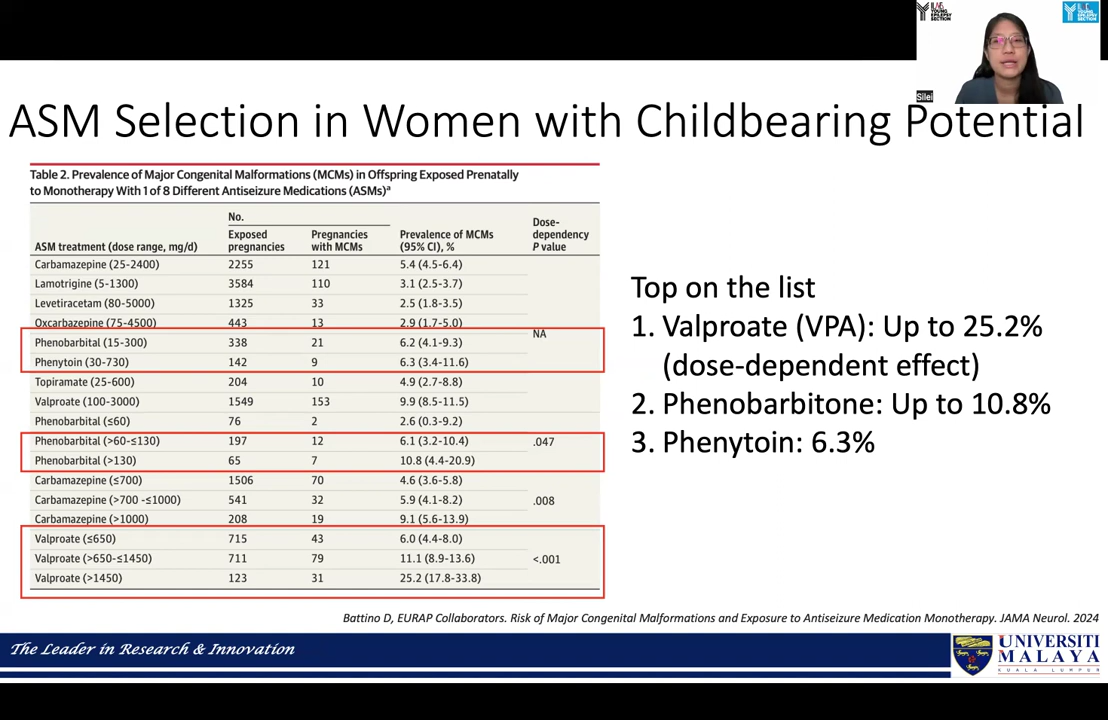 ILAE
YOUNG
EPILEPSY
SECTION
YOUNG
EPILEPSY
SECTION
Silei
ASM Selection in Women with Childbearing Potential
Table 2. Prevalence of Major Congenital Malformations (MCMs) in Offspring Exposed Prenatally
to Monotherapy With 1 of 8 Different Antiseizure Medications (ASMs)ᵃ
No.
ASM treatment (dose range, mg/d) Exposed pregnancies Pregnancies with MCMs Prevalence of MCMs (95% CI), % Dose-dependency P value
Carbamazepine (25-2400) 2255 121 5.4 (4.5-6.4)
Lamotrigine (5-1300) 3584 110 3.1 (2.5-3.7)
Levetiracetam (80-5000) 1325 33 2.5 (1.8-3.5)
Oxcarbazepine (75-4500) 443 13 2.9 (1.7-5.0)
NA
Phenobarbital (15-300) 338 21 6.2 (4.1-9.3)
Phenytoin (30-730) 142 9 6.3 (3.4-11.6)
Topiramate (25-600) 204 10 4.9 (2.7-8.8)
Valproate (100-3000) 1549 153 9.9 (8.5-11.5)
Phenobarbital (≤60) 76 2 2.6 (0.3-9.2)
Phenobarbital (>60-≤130) 197 12 6.1 (3.2-10.4) .047
Phenobarbital (>130) 65 7 10.8 (4.4-20.9)
Carbamazepine (≤700) 1506 70 4.6 (3.6-5.8)
Carbamazepine (>700 -≤1000) 541 32 5.9 (4.1-8.2) .008
Carbamazepine (>1000) 208 19 9.1 (5.6-13.9)
Valproate (≤650) 715 43 6.0 (4.4-8.0)
Valproate (>650-≤1450) 711 79 11.1 (8.9-13.6) <.001
Valproate (>1450) 123 31 25.2 (17.8-33.8)
Top on the list
1. Valproate (VPA): Up to 25.2%
(dose-dependent effect)
2. Phenobarbitone: Up to 10.8%
3. Phenytoin: 6.3%
Battino D, EURAP Collaborators. Risk of Major Congenital Malformations and Exposure to Antiseizure Medication Monotherapy. JAMA Neurol. 2024
The Leader in Research & Innovation
UNIVERSITI
MALAYA
KUALA LUMPUR